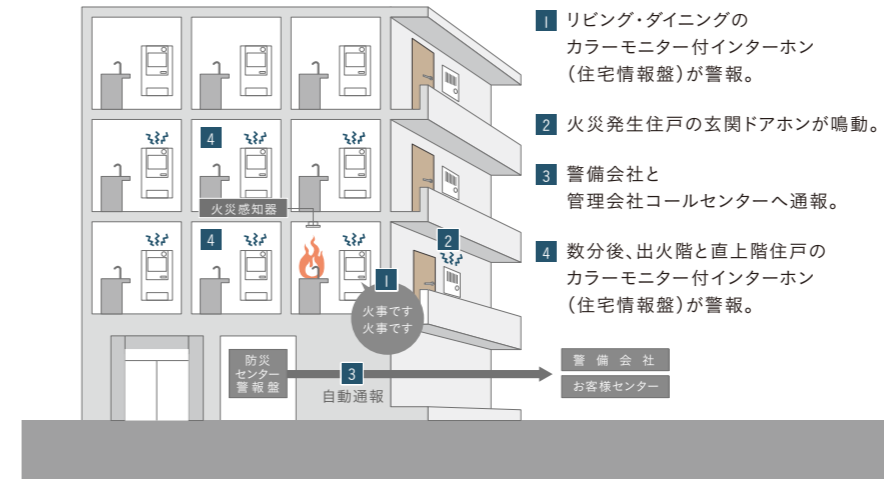 1 リビング・ダイニングの
カラーモニター付インターホン
（住宅情報盤）が警報。
2 火災発生住戸の玄関ドアホンが鳴動。
3 警備会社と
管理会社コールセンターへ通報。
4 数分後、出火階と直上階住戸の
カラーモニター付インターホン
（住宅情報盤）が警報。
4
火災感知器
4
2
1
火事です
火事です
防災
センター
警報盤
3
自動通報
警備会社
お客様センター